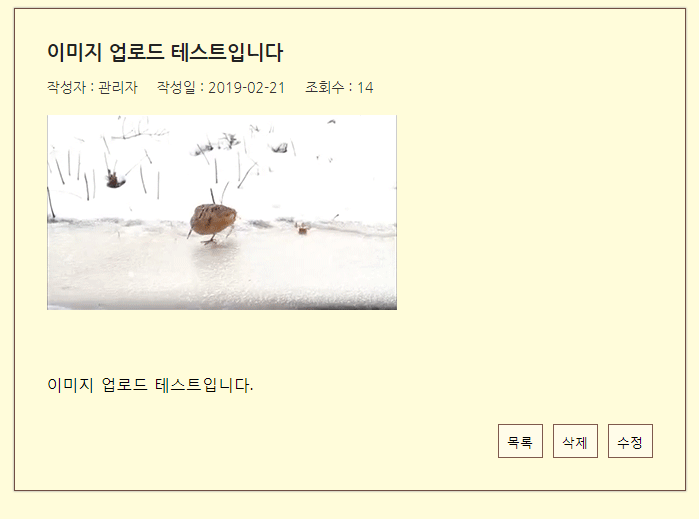 이미지 업로드 테스트입니다
작성자 : 관리자 작성일 : 2019-02-21 조회수 : 14
이미지 업로드 테스트입니다.
목록 삭제 수정